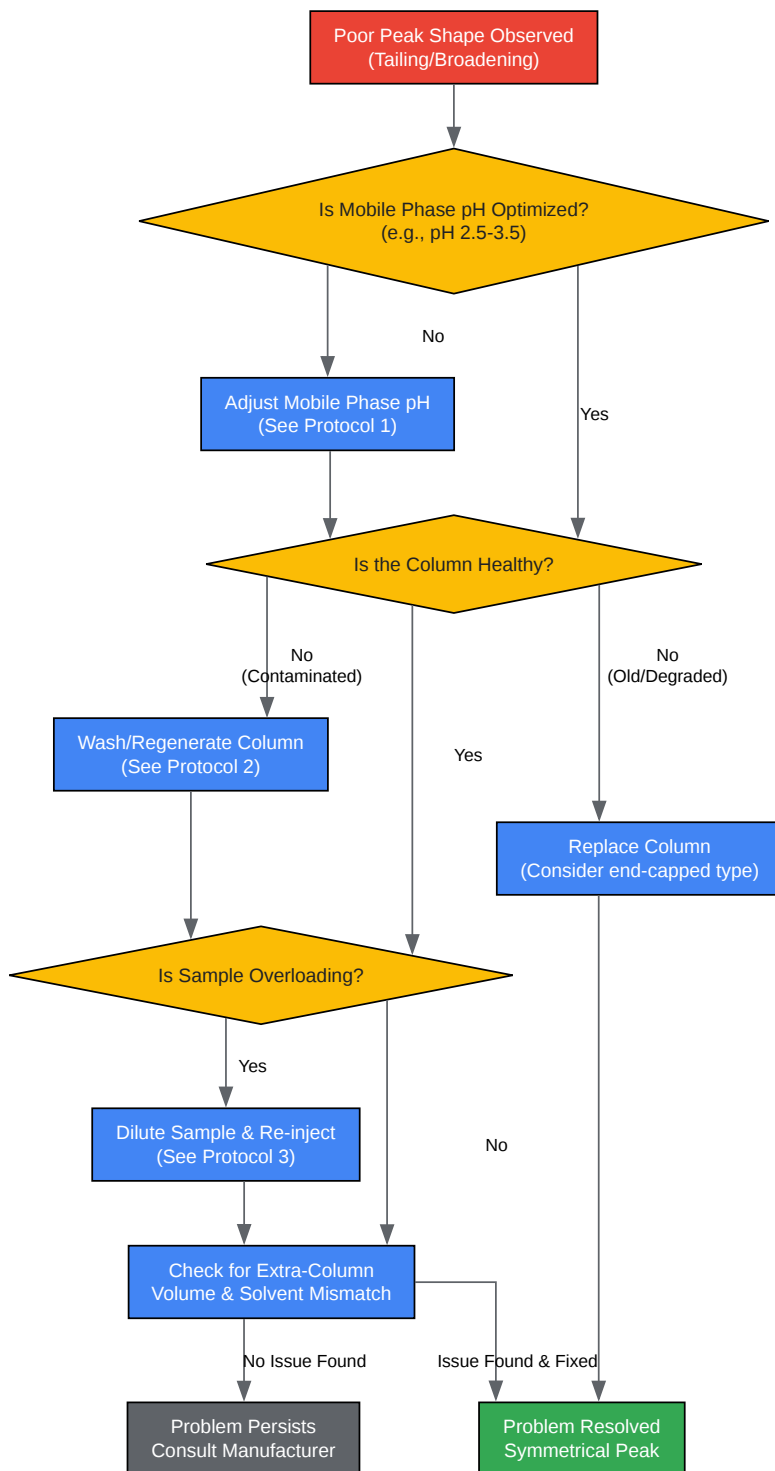 Poor Peak Shape Observed
(Tailing/Broadening)
Is Mobile Phase pH Optimized?
(e.g., pH 2.5-3.5)
No
Adjust Mobile Phase pH
(See Protocol 1)
Yes
Is the Column Healthy?
No
(Contaminated)
No
(Old/Degraded)
Wash/Regenerate Column
(See Protocol 2)
Yes
Replace Column
(Consider end-capped type)
Is Sample Overloading?
Yes
Dilute Sample & Re-inject
(See Protocol 3)
No
Check for Extra-Column
Volume & Solvent Mismatch
No Issue Found
Issue Found & Fixed
Problem Persists
Consult Manufacturer
Problem Resolved
Symmetrical Peak